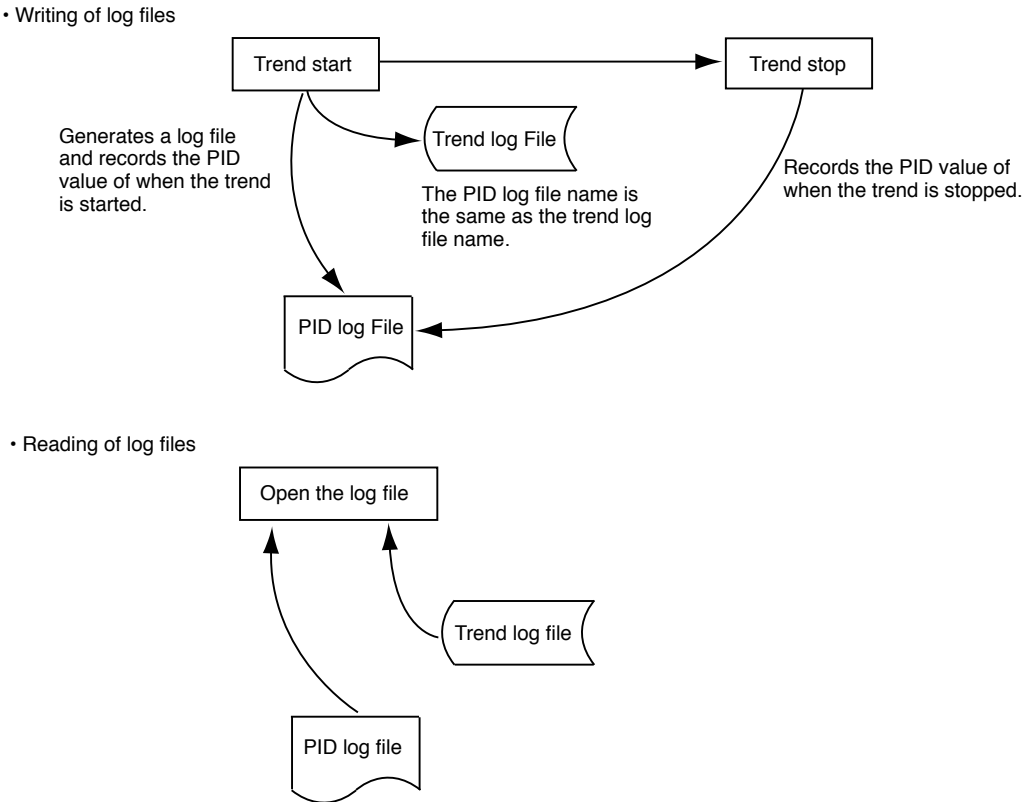 • Writing of log files
Trend start
Trend stop
Generates a log file
and records the PID
value of when the trend
is started.
Trend log File
The PID log file name is
the same as the trend log
file name.
Records the PID value of
when the trend is stopped.
PID log File
• Reading of log files
Open the log file
Trend log file
PID log file